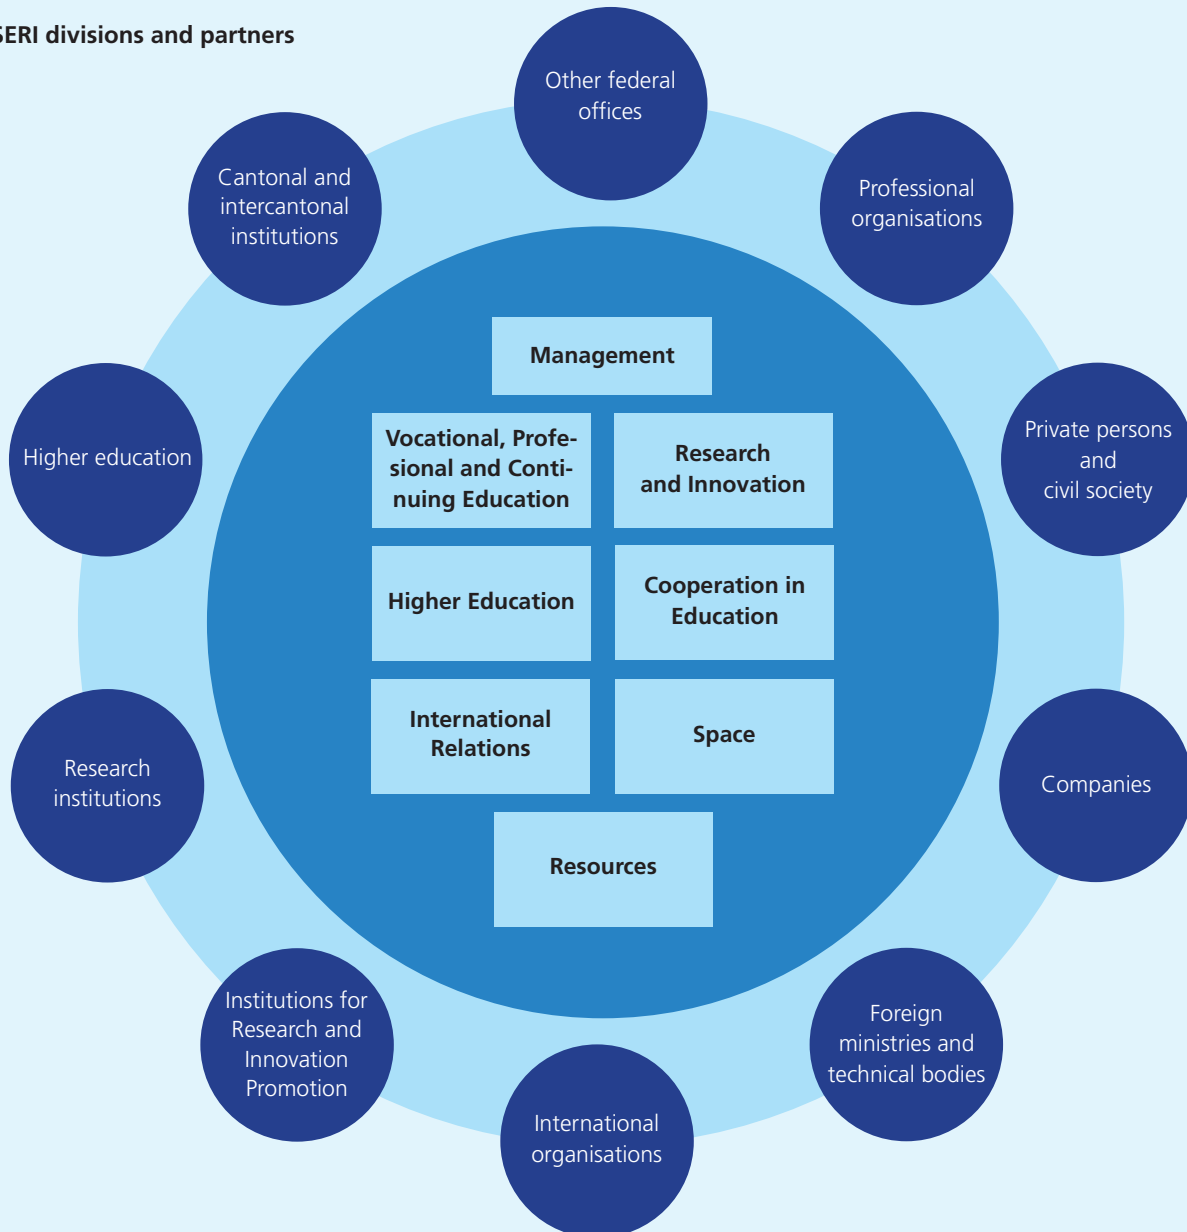 SERI divisions and partners
Other federal
offices
Cantonal and
intercantonal
institutions
Professional
organisations
Management
Vocational, Profe-
sional and Conti-
nuing Education
Research
and Innovation
Private persons
and
civil society
Higher education
Higher Education
Cooperation in
Education
International
Relations
Space
Research
institutions
Companies
Resources
Institutions for
Research and
Innovation
Promotion
Foreign
ministries and
technical bodies
International
organisations